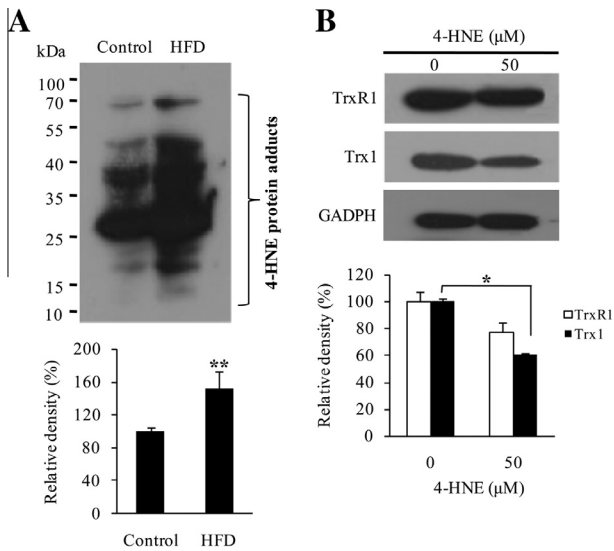 A
kDa
Control HFD
100
70
55
40
35
25
15
10
4-HNE protein adducts
Relative density (%)
200
160
120
80
40
0
**
Control HFD
B
4-HNE (μM)
0 50
TrxR1
Trx1
GADPH
Relative density (%)
120
100
80
60
40
20
0
*
TrxR1
Trx1
0 50
4-HNE (μM)